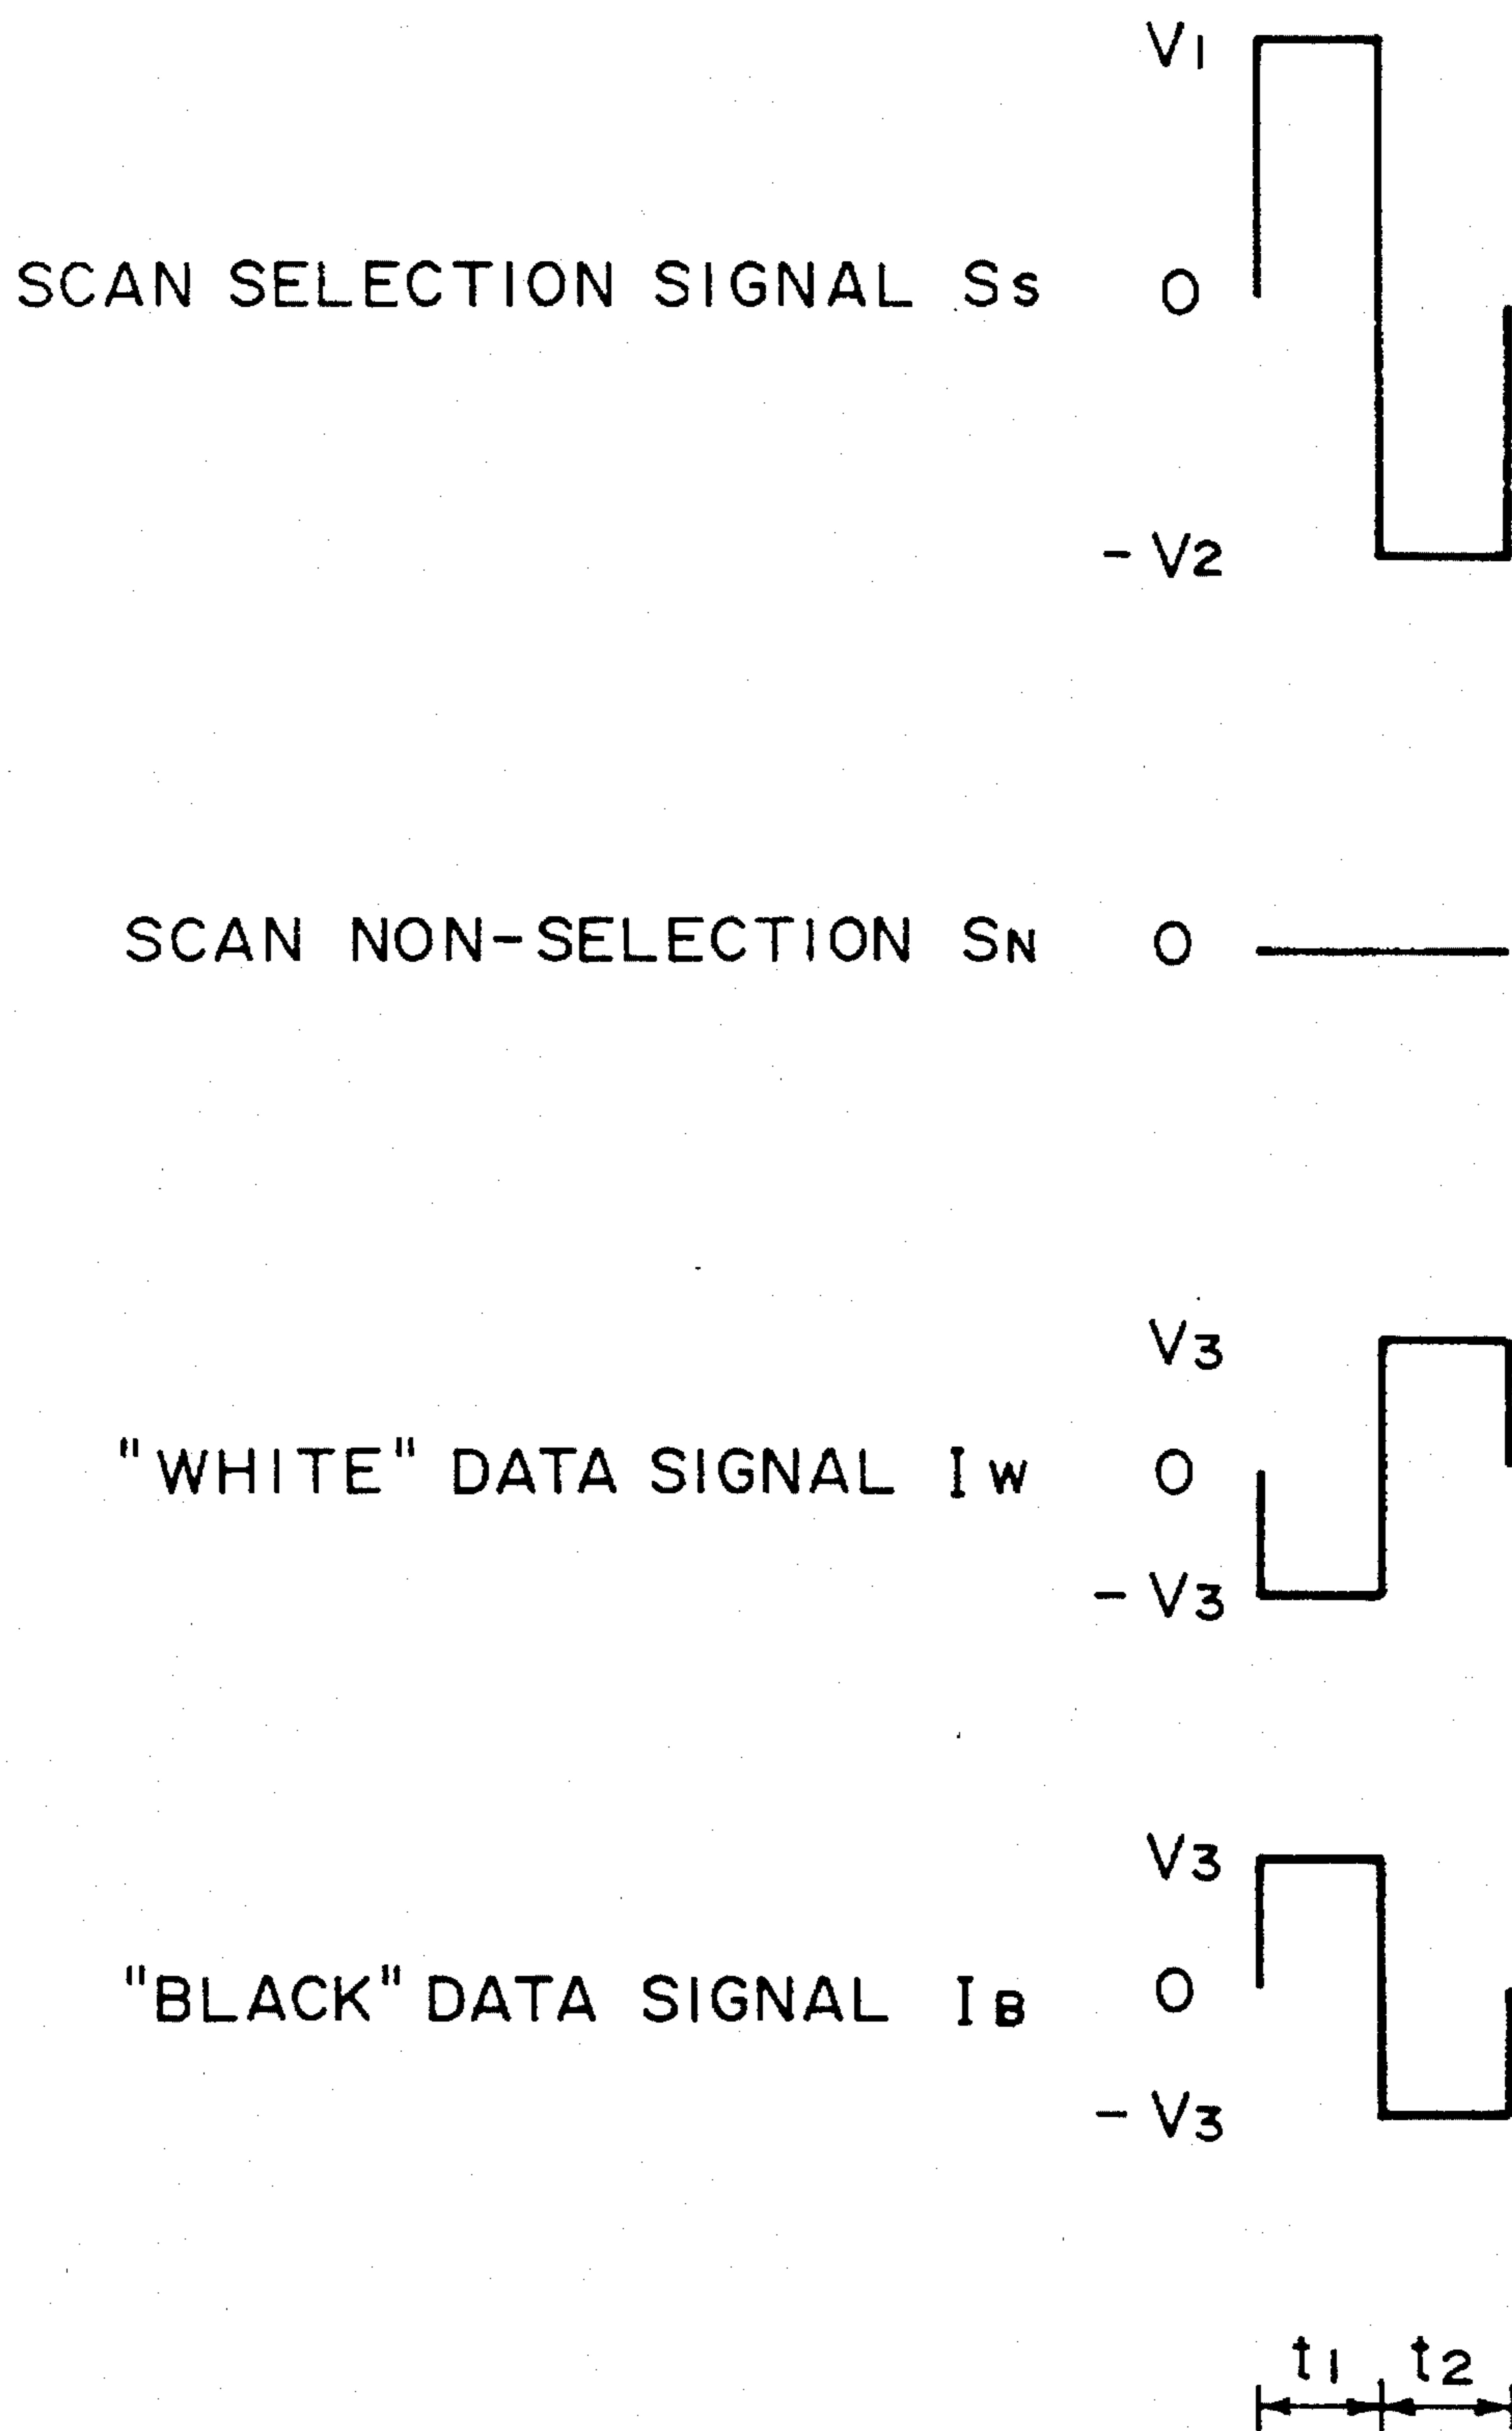 V1
SCAN SELECTION SIGNAL Ss 0
-V2
SCAN NON-SELECTION SN 0
V3
"WHITE" DATA SIGNAL IW 0
-V3
V3
"BLACK" DATA SIGNAL IB 0
-V3
t1 t2